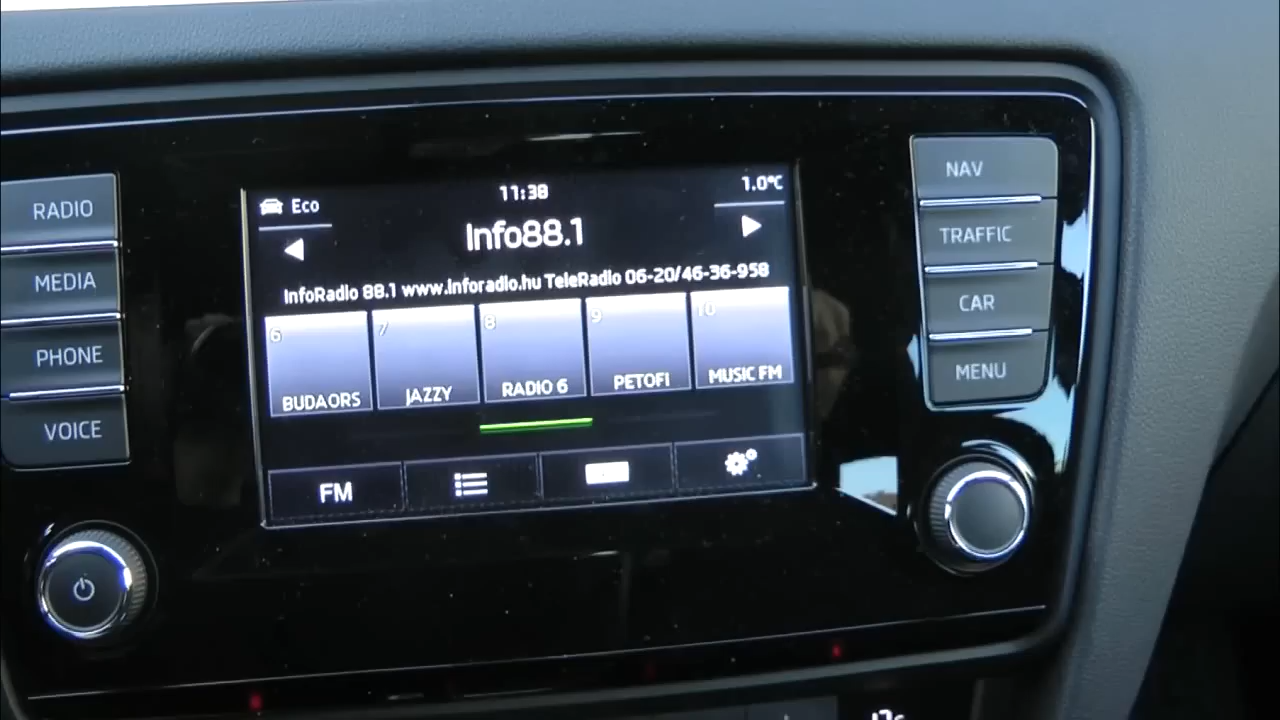 RADIO
MEDIA
PHONE
VOICE
Eco
11:38
1.0°C
Info88.1
InfoRadio 88.1 www.inforadio.hu TeleRadio 06-20/46-36-958
6 7 8 9 10
BUDAORS JAZZY RADIO 6 PETOFI MUSIC FM
FM
NAV
TRAFFIC
CAR
MENU